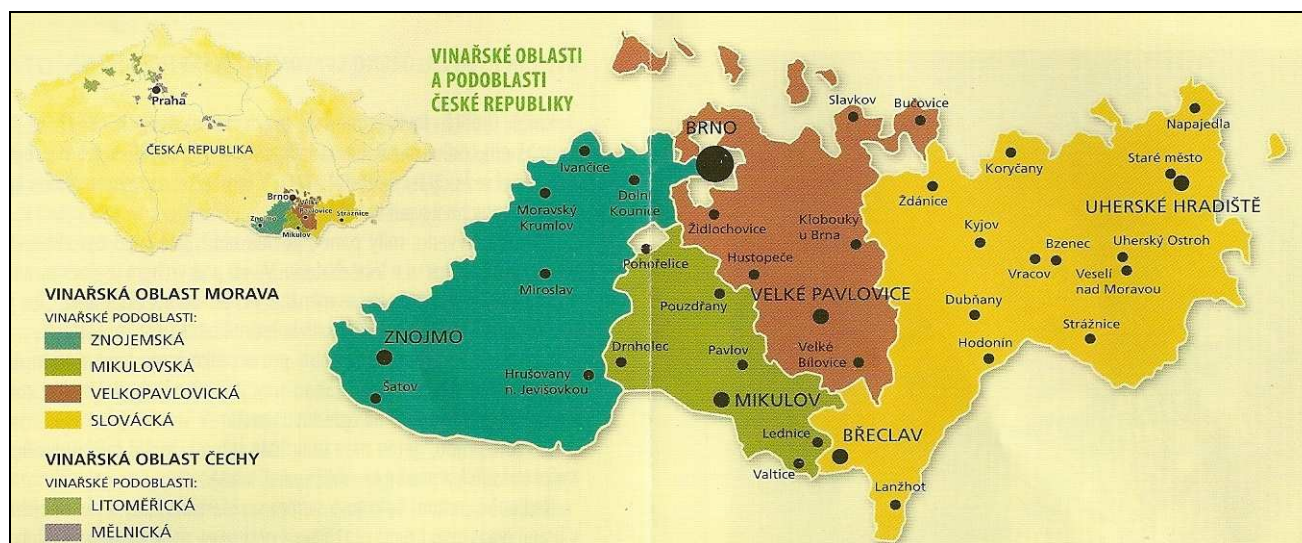 VINAŘSKÉ OBLASTI
A PODOBLASTI
ČESKÉ REPUBLIKY
Praha
ČESKÁ REPUBLIKA
Brno
Znojmo
Pavlovice
Strážnice
Mikulov
VINAŘSKÁ OBLAST MORAVA
VINAŘSKÉ PODOBLASTI:
ZNOJEMSKÁ
MIKULOVSKÁ
VELKOPAVLOVICKÁ
SLOVÁCKÁ
VINAŘSKÁ OBLAST ČECHY
VINAŘSKÉ PODOBLASTI:
LITOMĚŘICKÁ
MĚLNICKÁ
BRNO
Slavkov
Bučovice
Napajedla
Ivančice
Koryčany
Staré město
Dolní
Kounice
Moravský
Krumlov
Ždánice
UHERSKÉ HRADIŠTĚ
Židlochovice
Klobouky
u Brna
Kyjov
Pohořelice
Bzenec
Uherský Ostroh
Miroslav
Hustopeče
Vracov
Veselí
nad Moravou
Pouzdřany
VELKÉ PAVLOVICE
Dubňany
Strážnice
ZNOJMO
Drnholec
Pavlov
Velké
Bílovice
Hodonín
Šatov
Hrušovany
n. Jevišovkou
MIKULOV
Lednice
BŘECLAV
Valtice
Lanžhot